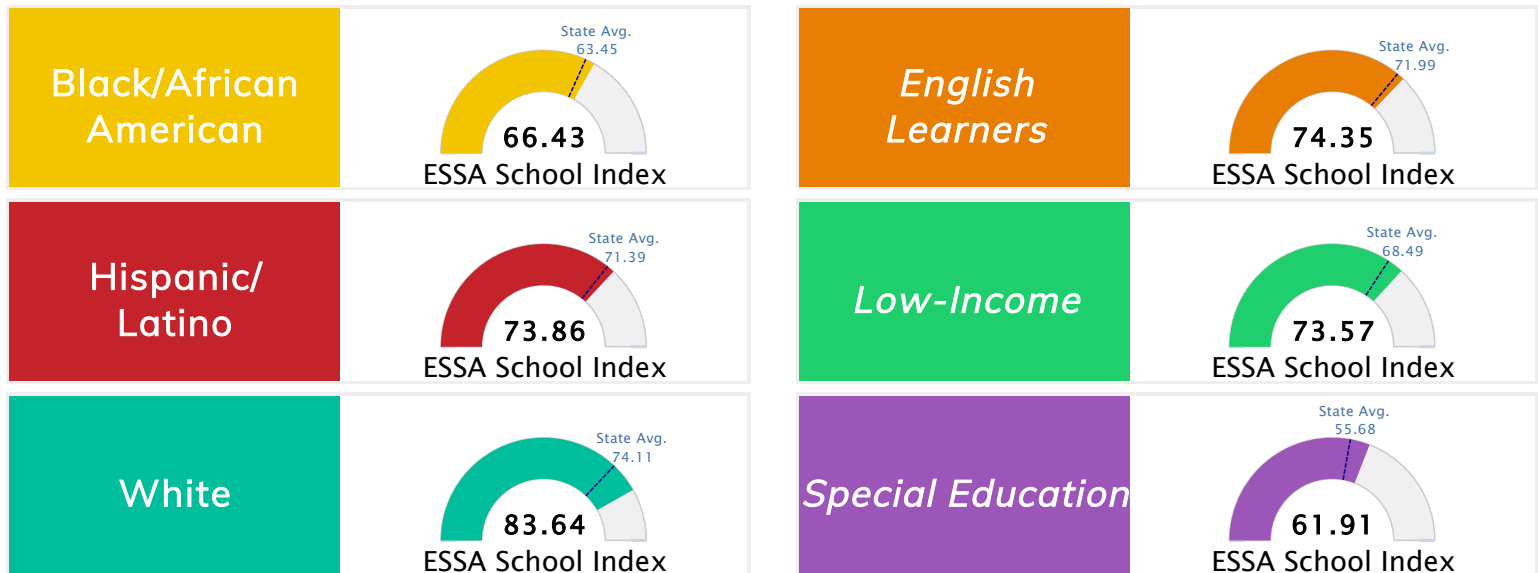 Black/African
American
State Avg.
63.45
66.43
ESSA School Index
English
Learners
State Avg.
71.99
74.35
ESSA School Index
Hispanic/
Latino
State Avg.
71.39
73.86
ESSA School Index
Low-Income
State Avg.
68.49
73.57
ESSA School Index
White
State Avg.
74.11
83.64
ESSA School Index
Special Education
State Avg.
55.68
61.91
ESSA School Index